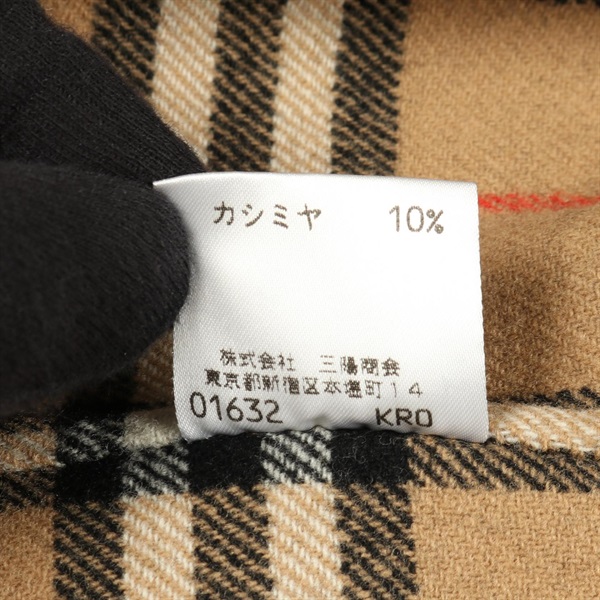 カシミヤ 10%
株式会社 三陽商会
東京都新宿区本塩町14
01632 KRO